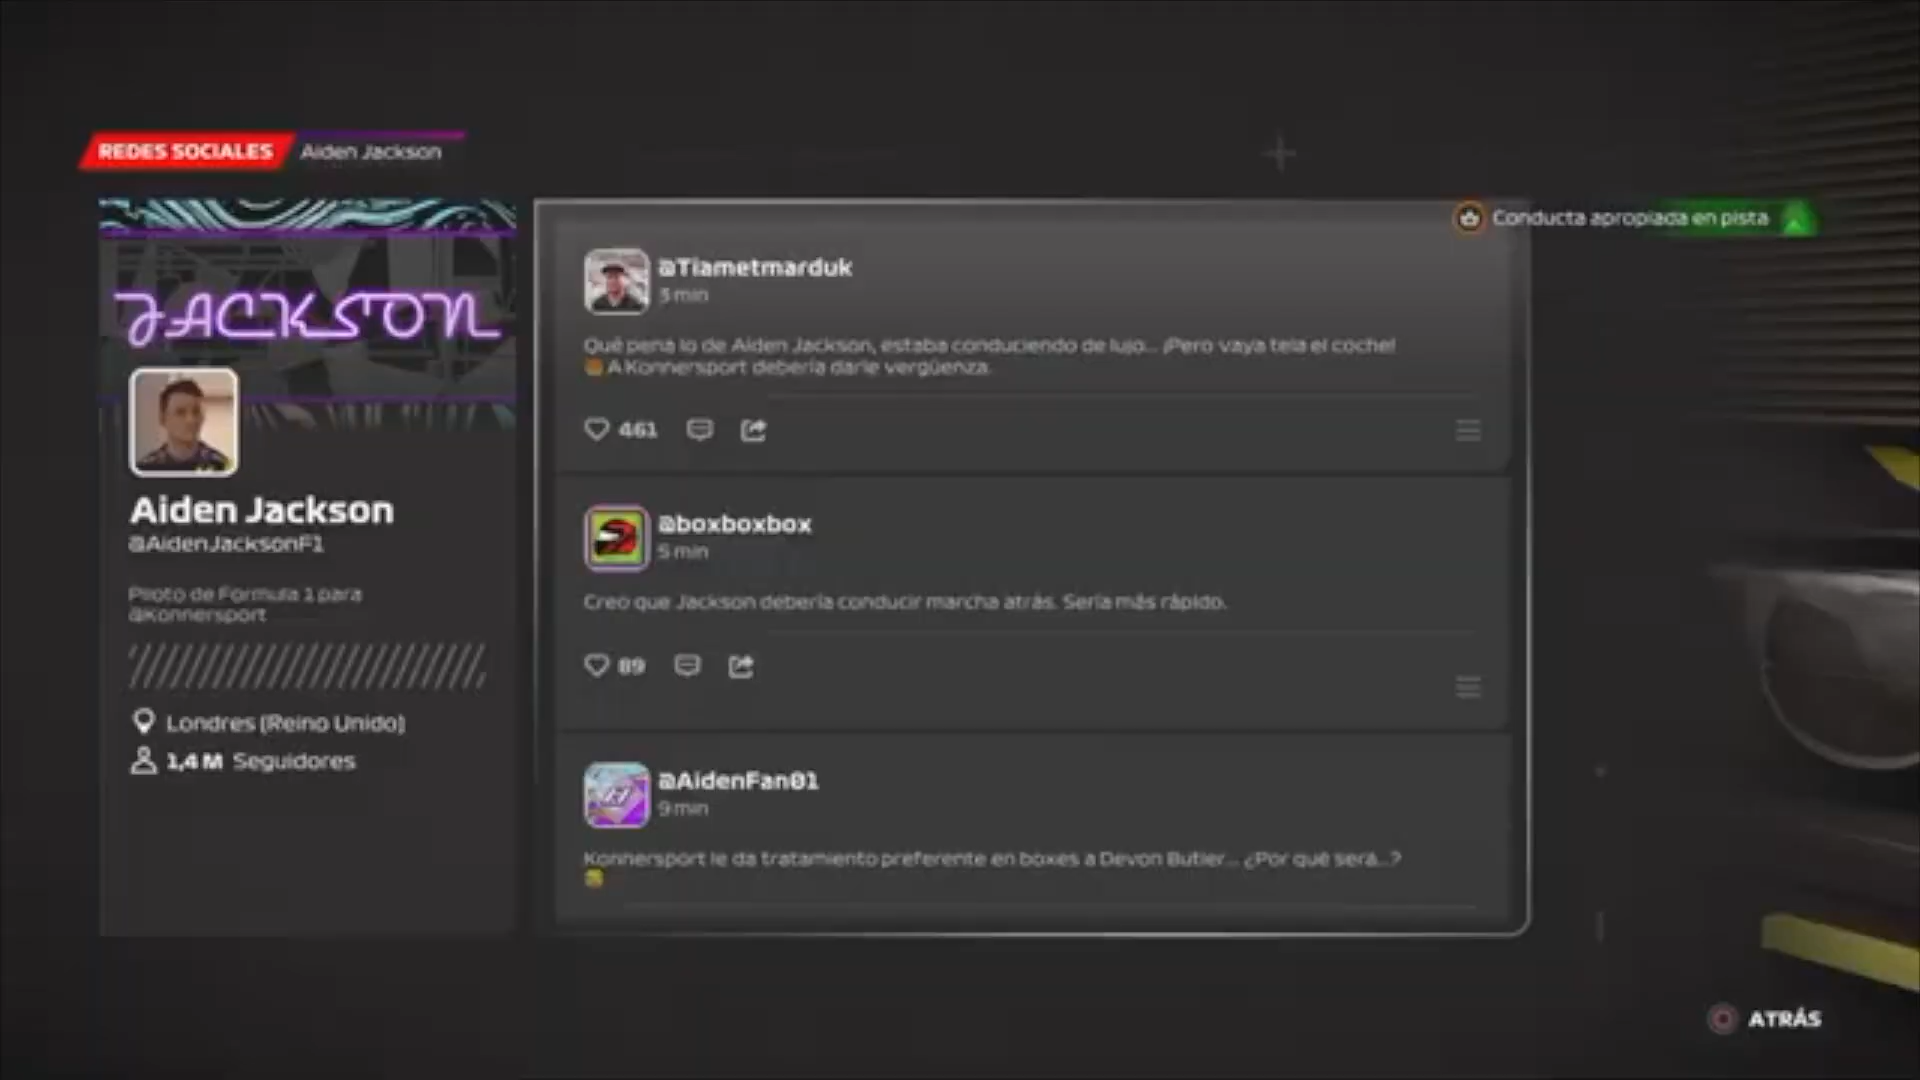 REDES SOCIALES Aiden Jackson
Conducta apropiada en pista
JACKSON
Aiden Jackson
@AidenJacksonF1
Piloto de Formula 1 para
@Konnersport
Londres (Reino Unido)
1,4 M Seguidores
@Tiametmarduk
3 min
Qué pena lo de Aiden Jackson, estaba conduciendo de lujo... ¡Pero vaya tela el coche!
A Konnersport debería darle vergüenza.
461
@boxboxbox
5 min
Creo que Jackson debería conducir marcha atrás. Sería más rápido.
89
@AidenFan01
9 min
Konnersport le da tratamiento preferente en boxes a Devon Butler... ¿Por qué será...?
ATRÁS